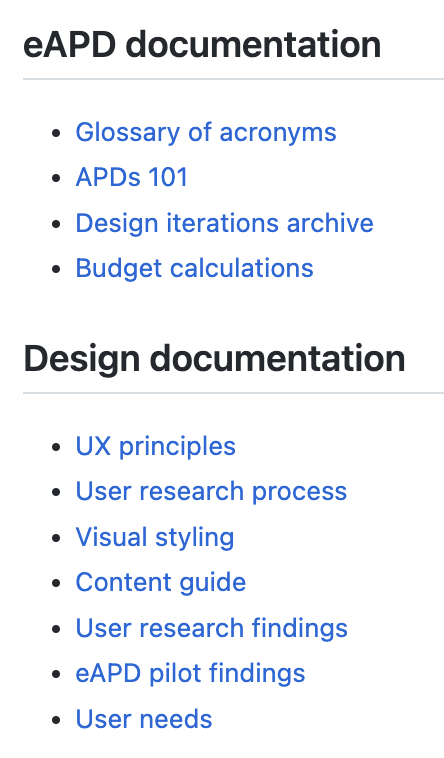 eAPD documentation
Glossary of acronyms
APDs 101
Design iterations archive
Budget calculations
Design documentation
UX principles
User research process
Visual styling
Content guide
User research findings
eAPD pilot findings
User needs